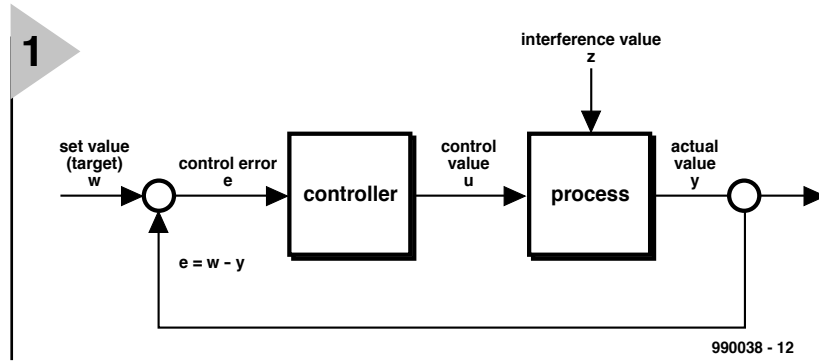 1
interference value
z
set value
(target)
w
control error
e
controller
control
value
u
process
actual
value
y
e = w - y
990038 - 12